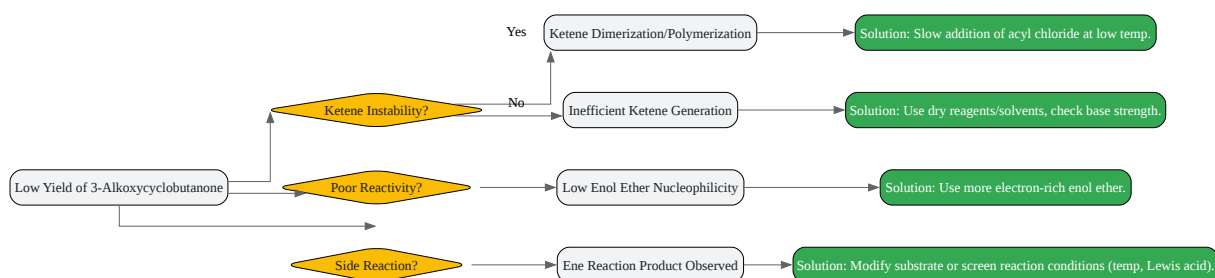 Yes
Ketene Dimerization/Polymerization
Solution: Slow addition of acyl chloride at low temp.
Ketene Instability?
No
Inefficient Ketene Generation
Solution: Use dry reagents/solvents, check base strength.
Low Yield of 3-Alkoxycyclobutanone
Poor Reactivity?
Low Enol Ether Nucleophilicity
Solution: Use more electron-rich enol ether.
Side Reaction?
Ene Reaction Product Observed
Solution: Modify substrate or screen reaction conditions (temp, Lewis acid).